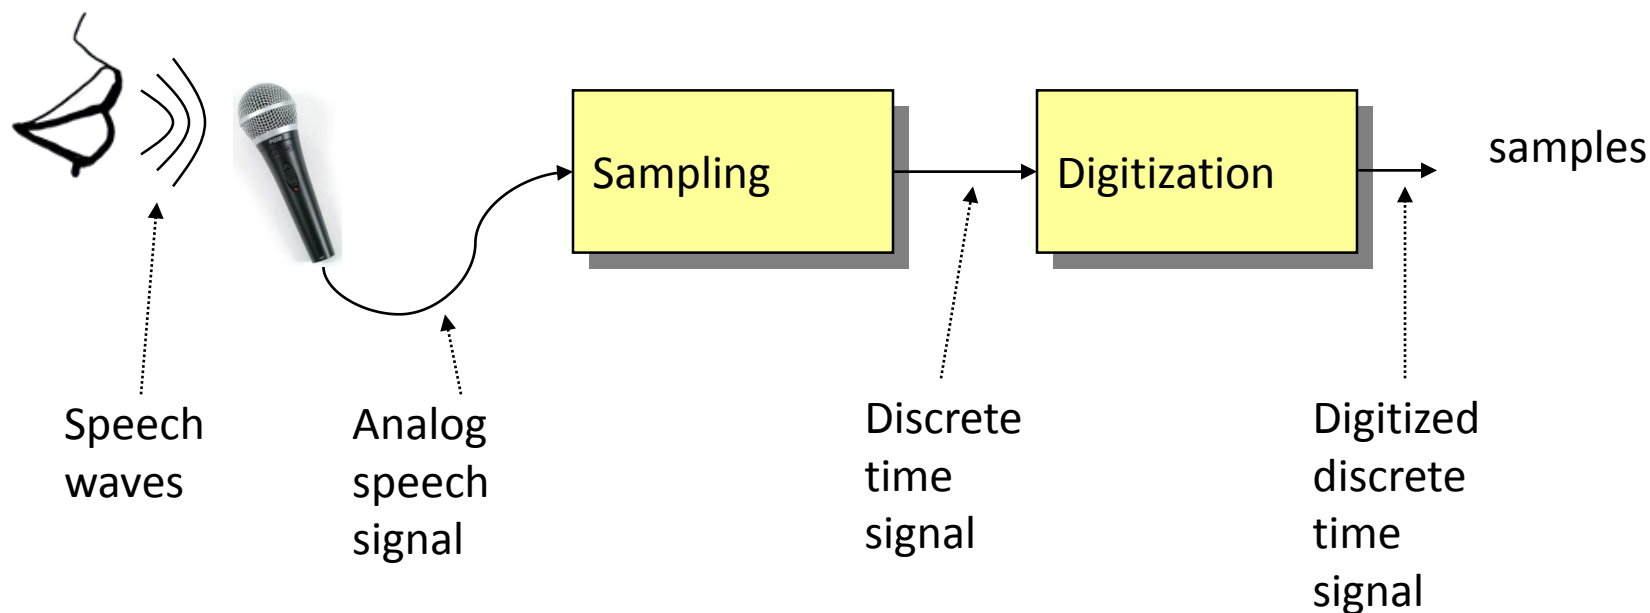 Sampling
Digitization
samples
Speech
waves
Analog
speech
signal
Discrete
time
signal
Digitized
discrete
time
signal